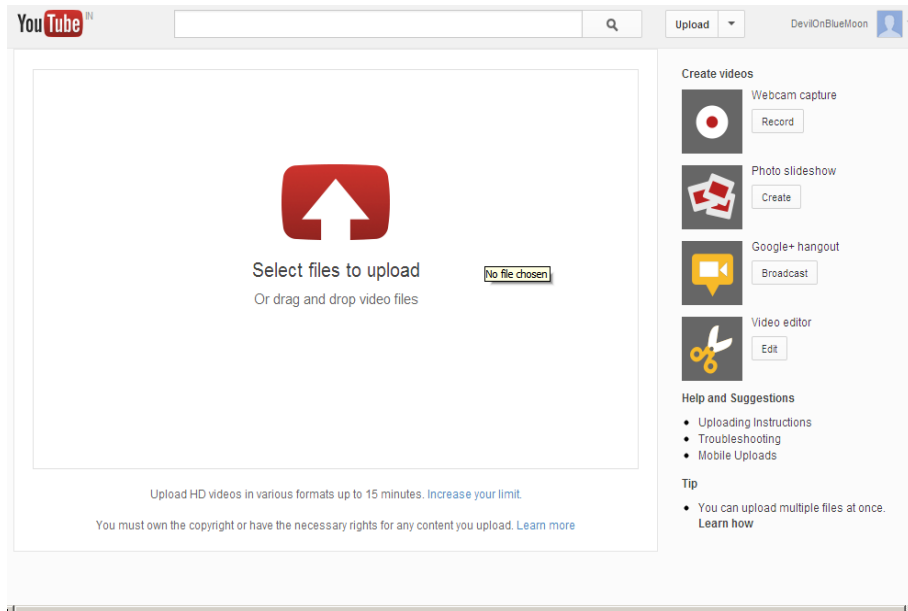 YouTube IN
Upload
DevilOnBlueMoon
Select files to upload
No file chosen
Or drag and drop video files
Upload HD videos in various formats up to 15 minutes. Increase your limit.
You must own the copyright or have the necessary rights for any content you upload. Learn more
Create videos
Webcam capture
Record
Photo slideshow
Create
Google+ hangout
Broadcast
Video editor
Edit
Help and Suggestions
Uploading Instructions
Troubleshooting
Mobile Uploads
Tip
You can upload multiple files at once.
Learn how